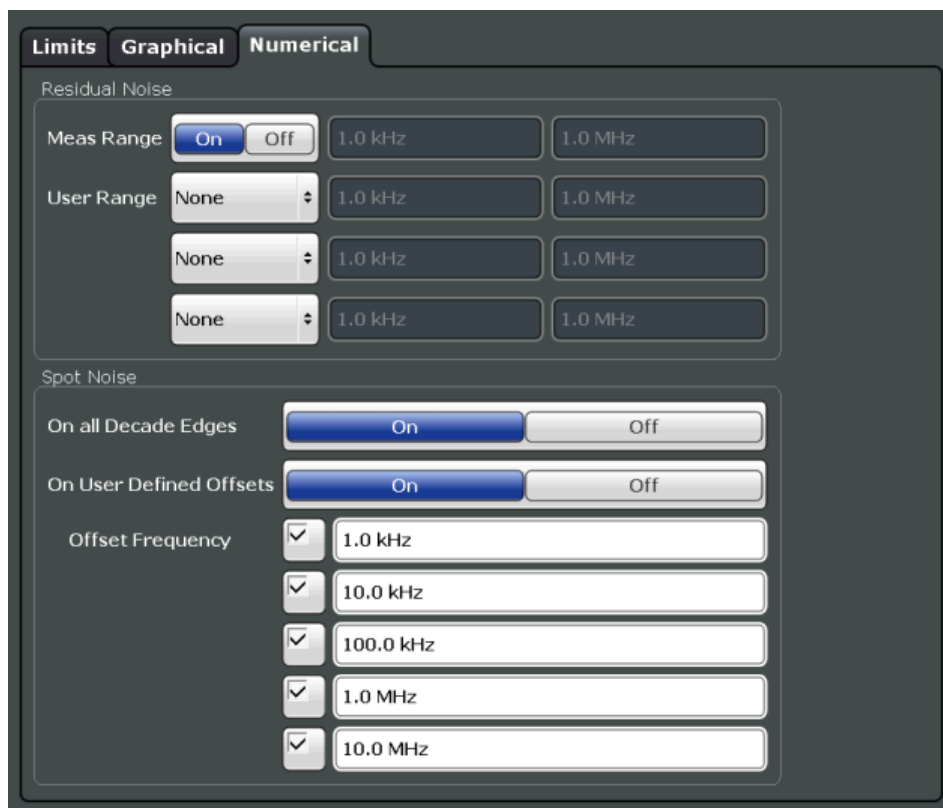 Limits Graphical Numerical
Residual Noise
Meas Range On Off 1.0 kHz 1.0 MHz
User Range None 1.0 kHz 1.0 MHz
None 1.0 kHz 1.0 MHz
None 1.0 kHz 1.0 MHz
Spot Noise
On all Decade Edges On Off
On User Defined Offsets On Off
Offset Frequency 1.0 kHz
10.0 kHz
100.0 kHz
1.0 MHz
10.0 MHz